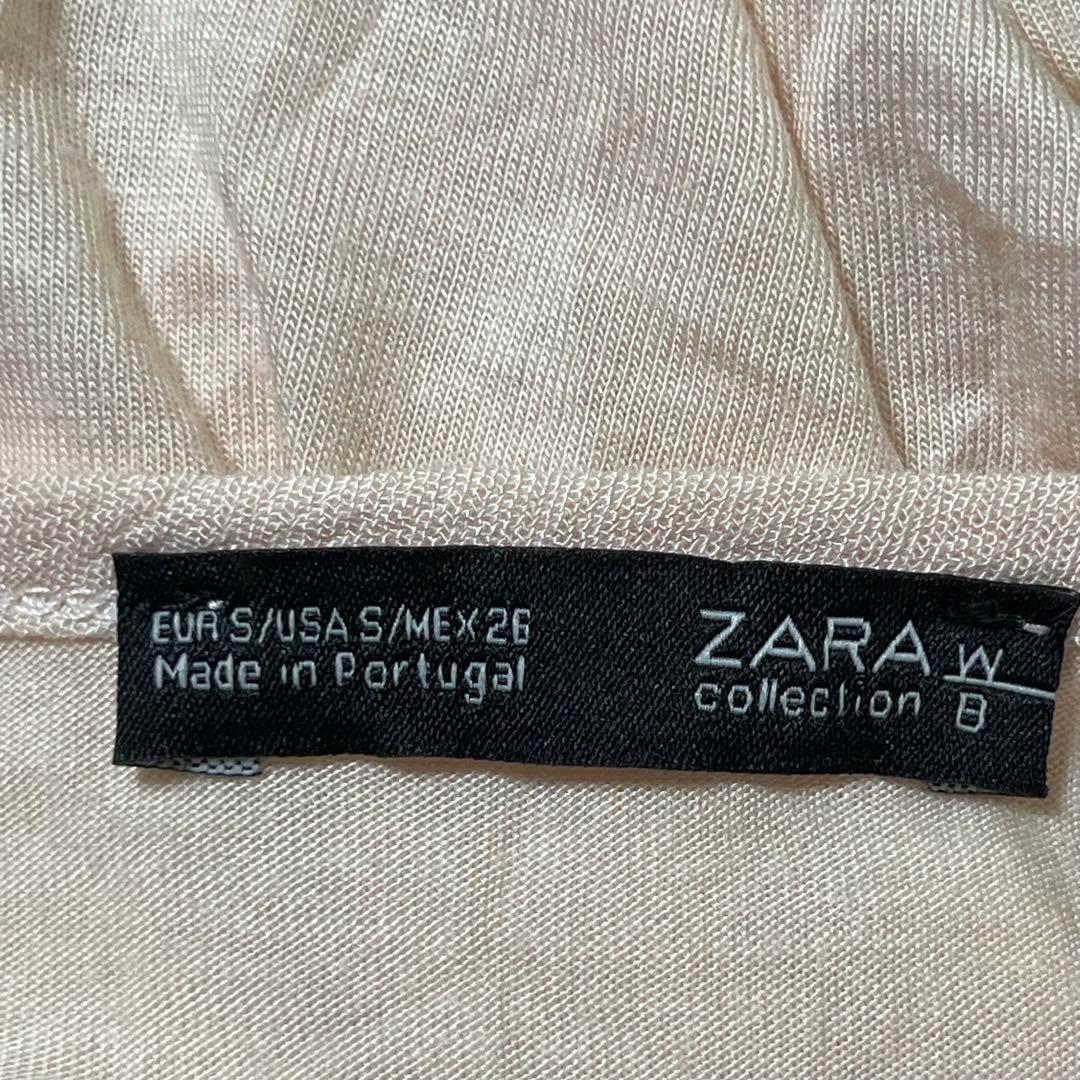 EUR S/USA S/MEX 26
Made in Portugal
ZARA W
collection B